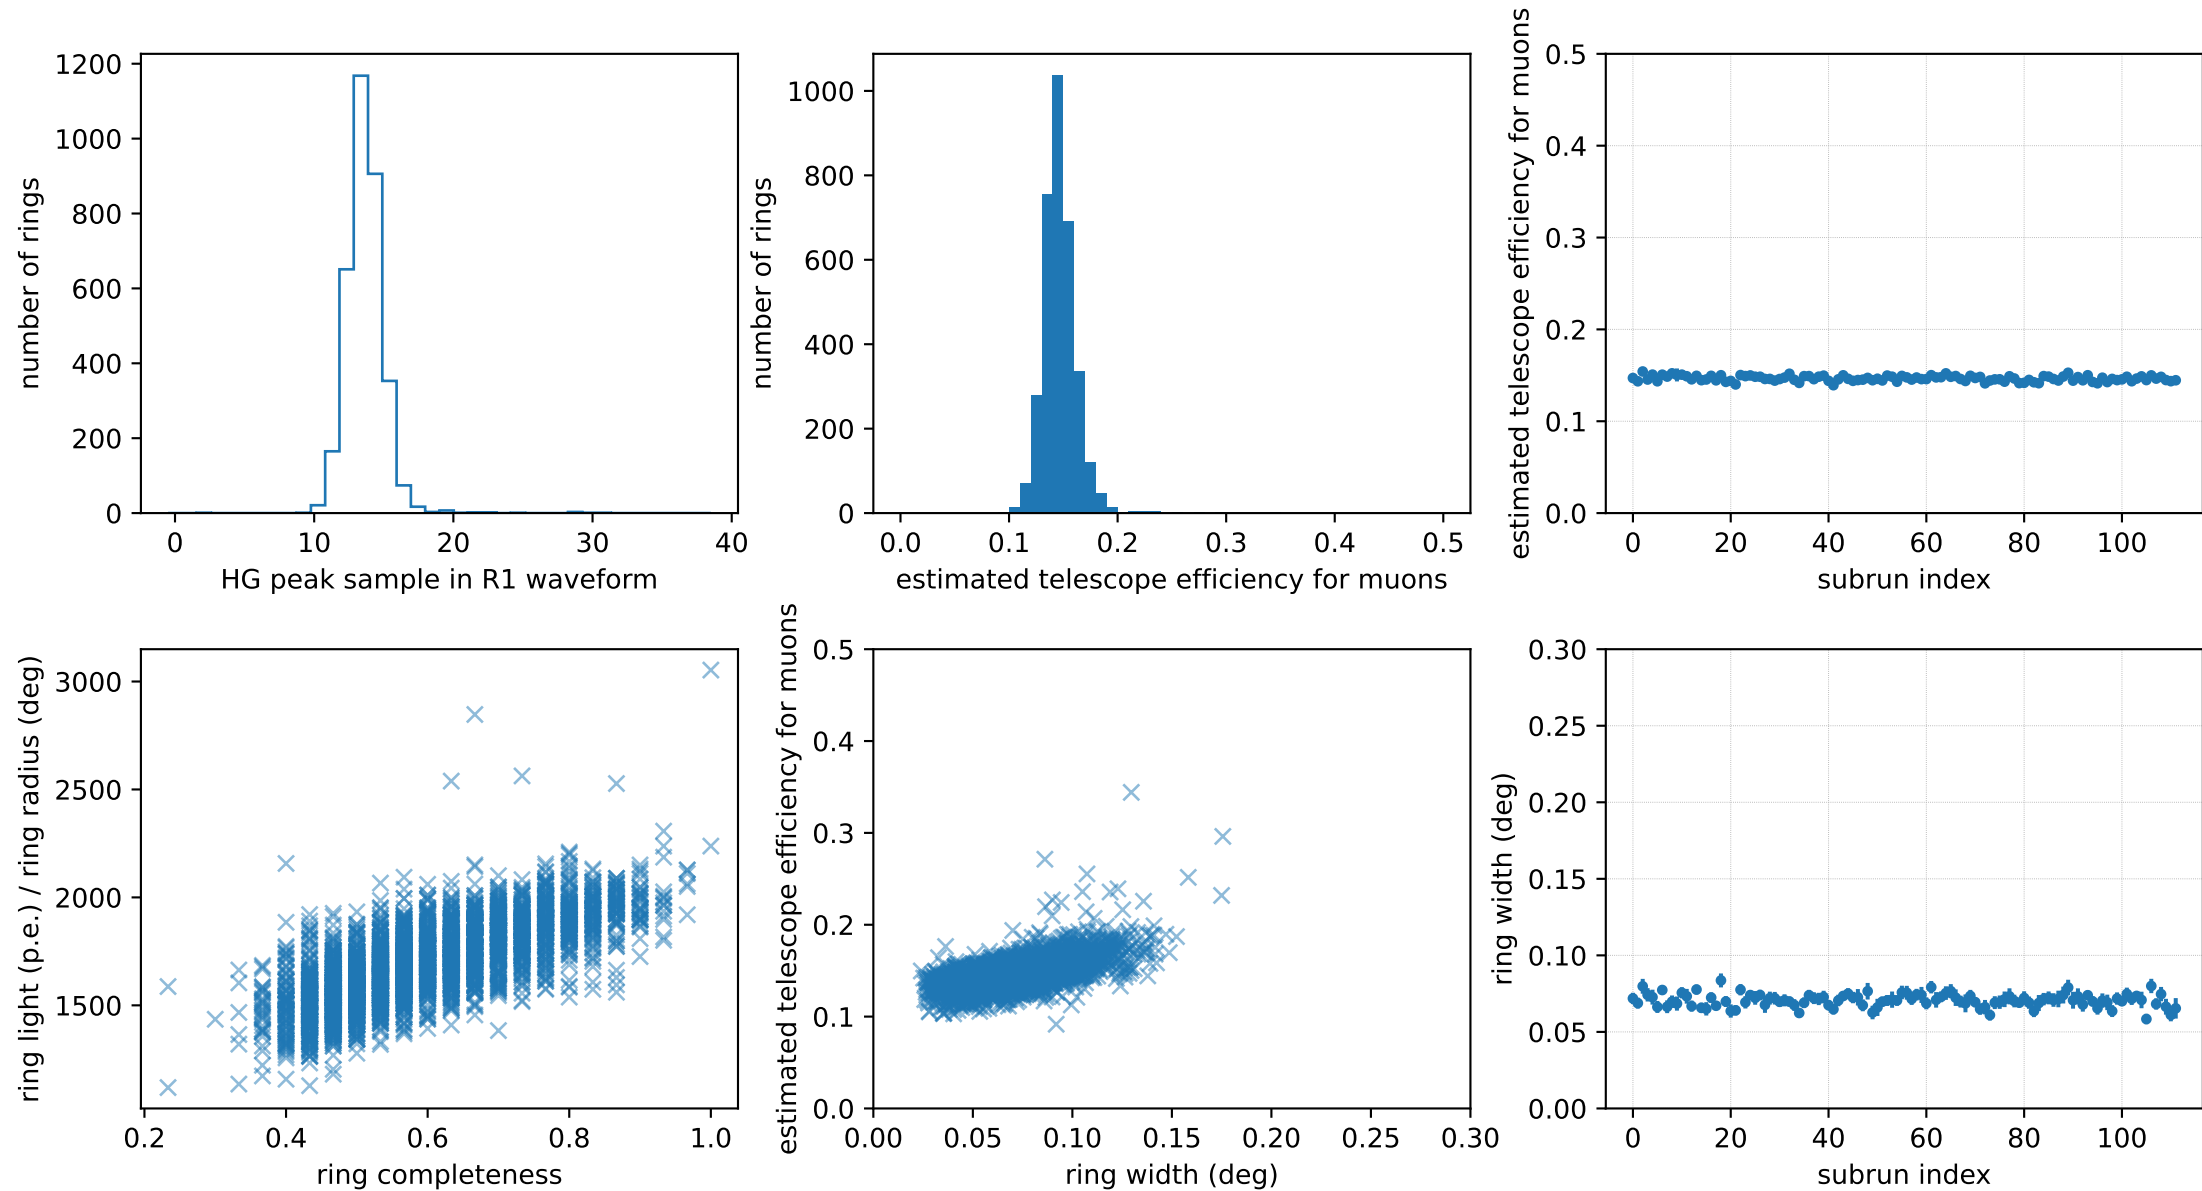 number of rings
1200
1000
800
600
400
200
0
0 10 20 30 40
HG peak sample in R1 waveform
number of rings
1000
800
600
400
200
0
0.0 0.1 0.2 0.3 0.4 0.5
estimated telescope efficiency for muons
estimated telescope efficiency for muons
0.5
0.4
0.3
0.2
0.1
0.0
0 20 40 60 80 100
subrun index
ring light (p.e.) / ring radius (deg)
3000
2500
2000
1500
0.2 0.4 0.6 0.8 1.0
ring completeness
estimated telescope efficiency for muons
0.5
0.4
0.3
0.2
0.1
0.0
0.00 0.05 0.10 0.15 0.20 0.25 0.30
ring width (deg)
ring width (deg)
0.30
0.25
0.20
0.15
0.10
0.05
0.00
0 20 40 60 80 100
subrun index